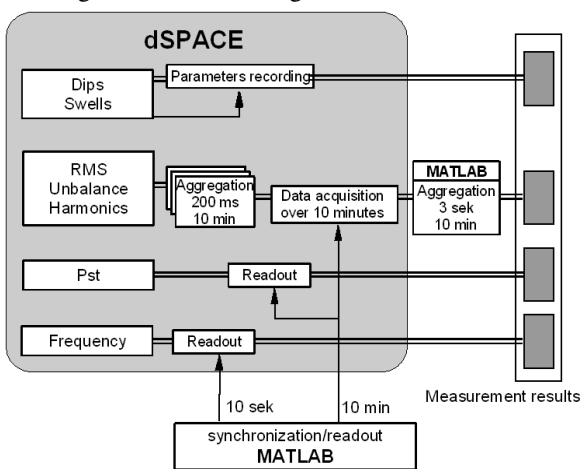 dSPACE
Dips
Swells
Parameters recording
RMS
Unbalance
Harmonics
Aggregation
200 ms
10 min
Data acquisition
over 10 minutes
MATLAB
Aggregation
3 sek
10 min
Pst
Readout
Frequency
Readout
Measurement results
10 sek
10 min
synchronization/readout
MATLAB